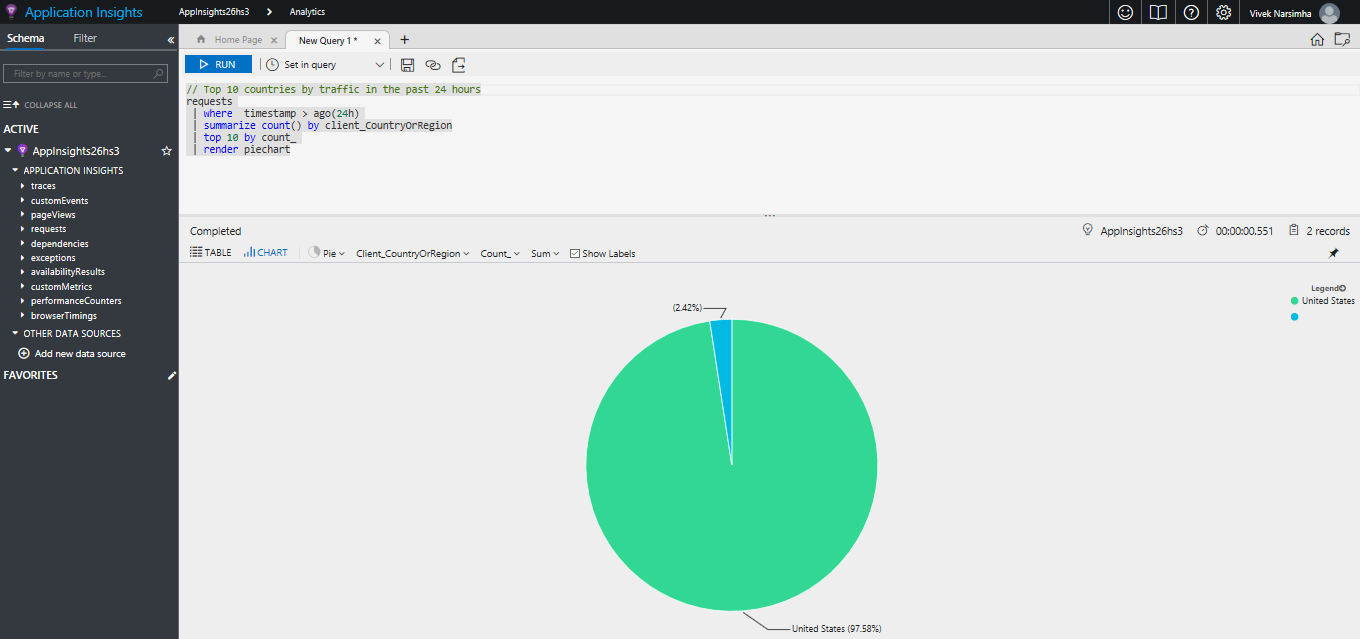 Application Insights AppInsights26hs3 > Analytics Vivek Narsimha
Schema Filter «
Home Page × New Query 1 * × +
RUN Set in query
Filter by name or type...
COLLAPSE ALL
ACTIVE
AppInsights26hs3
APPLICATION INSIGHTS
traces
customEvents
pageViews
requests
dependencies
exceptions
availabilityResults
customMetrics
performanceCounters
browserTimings
OTHER DATA SOURCES
Add new data source
FAVORITES
// Top 10 countries by traffic in the past 24 hours
requests
| where timestamp > ago(24h)
| summarize count() by client_CountryOrRegion
| top 10 by count_
| render piechart
Completed AppInsights26hs3 00:00:00.551 2 records
TABLE CHART Pie Client_CountryOrRegion Count_ Sum Show Labels
Legend
United States
(2.42%)
United States (97.58%)